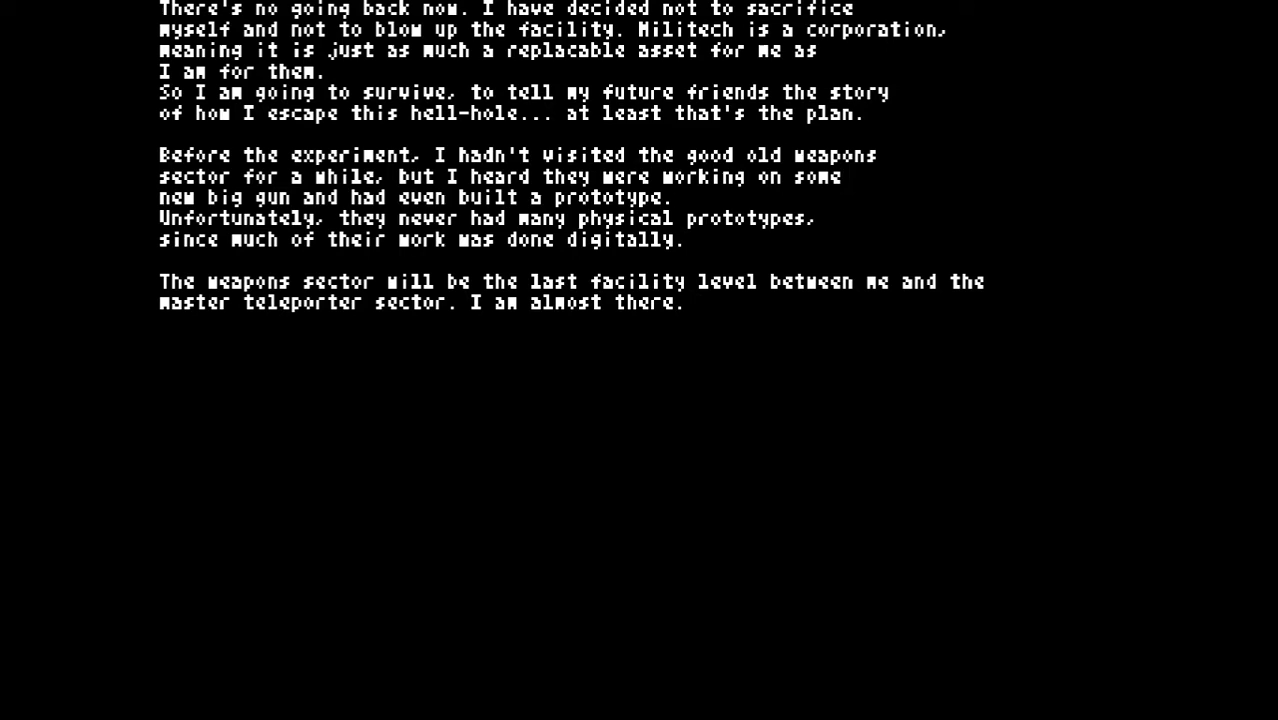 There's no going back now. I have decided not to sacrifice
myself and not to blow up the facility. Militech is a corporation,
meaning it is just as much a replacable asset for me as
I am for them.
So I am going to survive, to tell my future friends the story
of how I escape this hell-hole... at least that's the plan.
Before the experiment, I hadn't visited the good old weapons
sector for a while, but I heard they were working on some
new big gun and had even built a prototype.
Unfortunately, they never had many physical prototypes,
since much of their work was done digitally.
The weapons sector will be the last facility level between me and the
master teleporter sector. I am almost there.